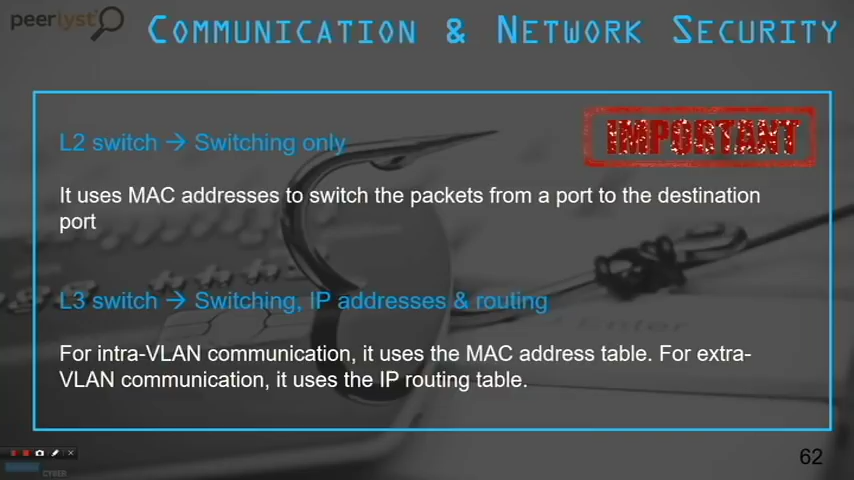 peerlyst
COMMUNICATION & NETWORK SECURITY
IMPORTANT
L2 switch → Switching only
It uses MAC addresses to switch the packets from a port to the destination
port
L3 switch → Switching, IP addresses & routing
Enter
For intra-VLAN communication, it uses the MAC address table. For extra-
VLAN communication, it uses the IP routing table.
62
CYBER